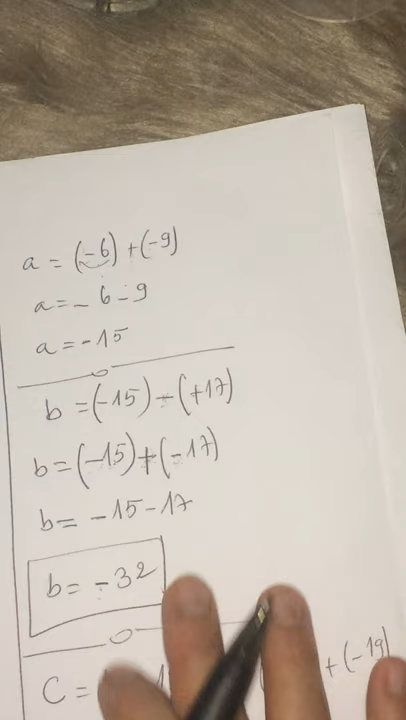 a = (-6) + (-9)
a = - 6 - 9
a = -15
b = (-15) - (+17)
b = (-15) + (-17)
b = -15 - 17
b = -32
C = + (-19)